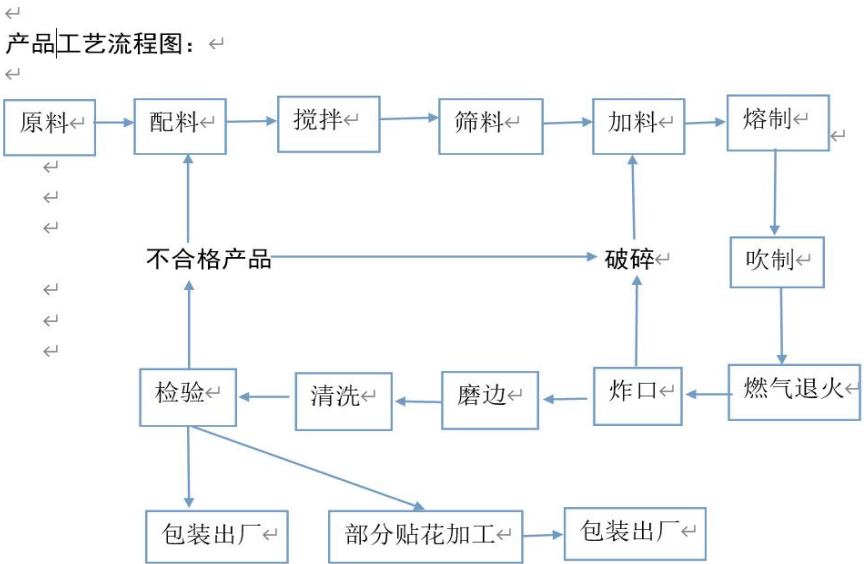 产品工艺流程图：
原料
配料
搅拌
筛料
加料
熔制
不合格产品
破碎
吹制
检验
清洗
磨边
炸口
燃气退火
包装出厂
部分贴花加工
包装出厂